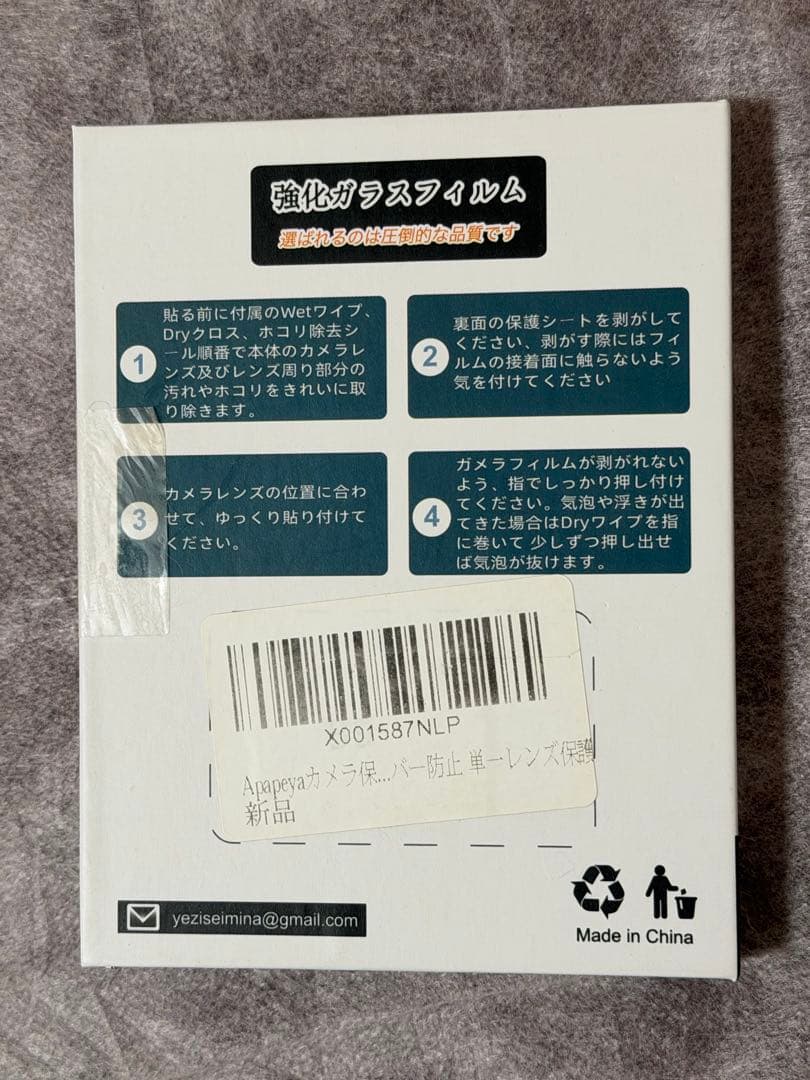 強化ガラスフィルム
選ばれるのは圧倒的な品質です
1
貼る前に付属のWetワイプ、
Dryクロス、ホコリ除去シ
ール順番で本体のカメラレ
ンズ及びレンズ周り部分の
汚れやホコリをきれいに取
り除きます。
2
裏面の保護シートを剥がして
ください、剥がす際にはフィ
ルムの接着面に触らないよう
気を付けてください
3
カメラレンズの位置に合わ
せて、ゆっくり貼り付けて
ください。
4
ガメラフィルムが剥がれない
よう、指でしっかり押し付け
てください。気泡や浮きが出
てきた場合はDryワイプを指
に巻いて 少しずつ押し出せ
ば気泡が抜けます。
X001587NLP
Apapeyaカメラ保...バー防止 単一レンズ保護
新品
yeziseimina@gmail.com
Made in China